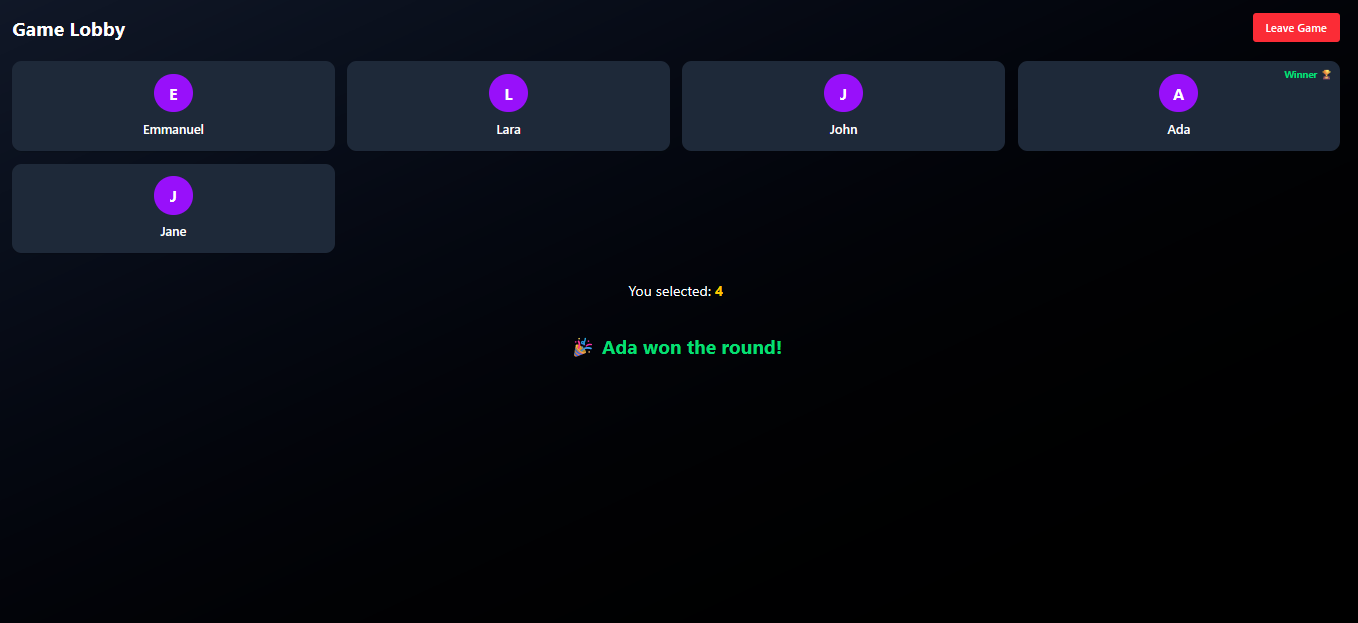 Game Lobby
Leave Game
E
Emmanuel
L
Lara
J
John
Winner 🏆
A
Ada
J
Jane
You selected: 4
🎉 Ada won the round!